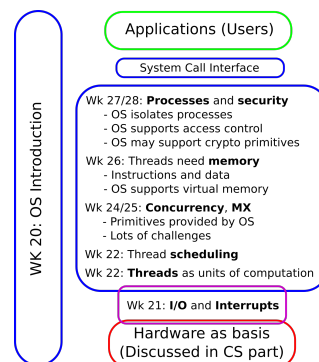 WK 20: OS Introduction
Applications (Users)
System Call Interface
Wk 27/28: Processes and security
- OS isolates processes
- OS supports access control
- OS may support crypto primitives
Wk 26: Threads need memory
- Instructions and data
- OS supports virtual memory
Wk 24/25: Concurrency, MX
- Primitives provided by OS
- Lots of challenges
Wk 22: Thread scheduling
Wk 22: Threads as units of computation
Wk 21: I/O and Interrupts
Hardware as basis
(Discussed in CS part)